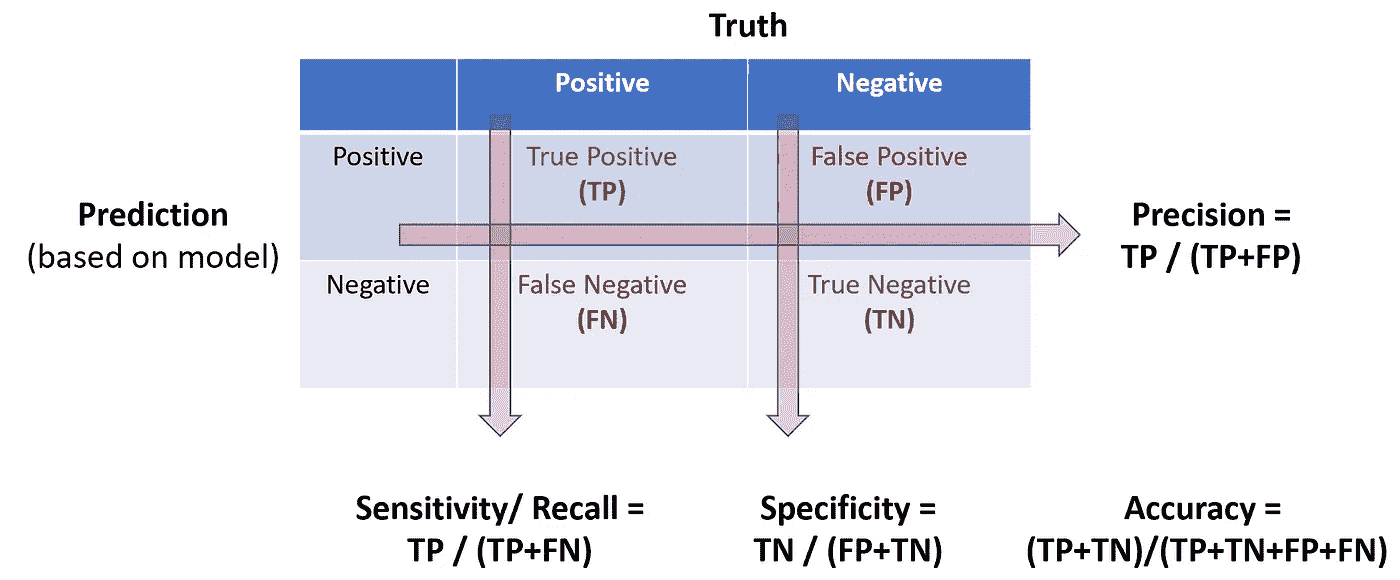 Truth
Positive Negative
Positive True Positive False Positive
(TP) (FP)
Prediction Precision =
(based on model) TP / (TP+FP)
Negative False Negative True Negative
(FN) (TN)
Sensitivity/ Recall = Specificity = Accuracy =
TP / (TP+FN) TN / (FP+TN) (TP+TN)/(TP+TN+FP+FN)